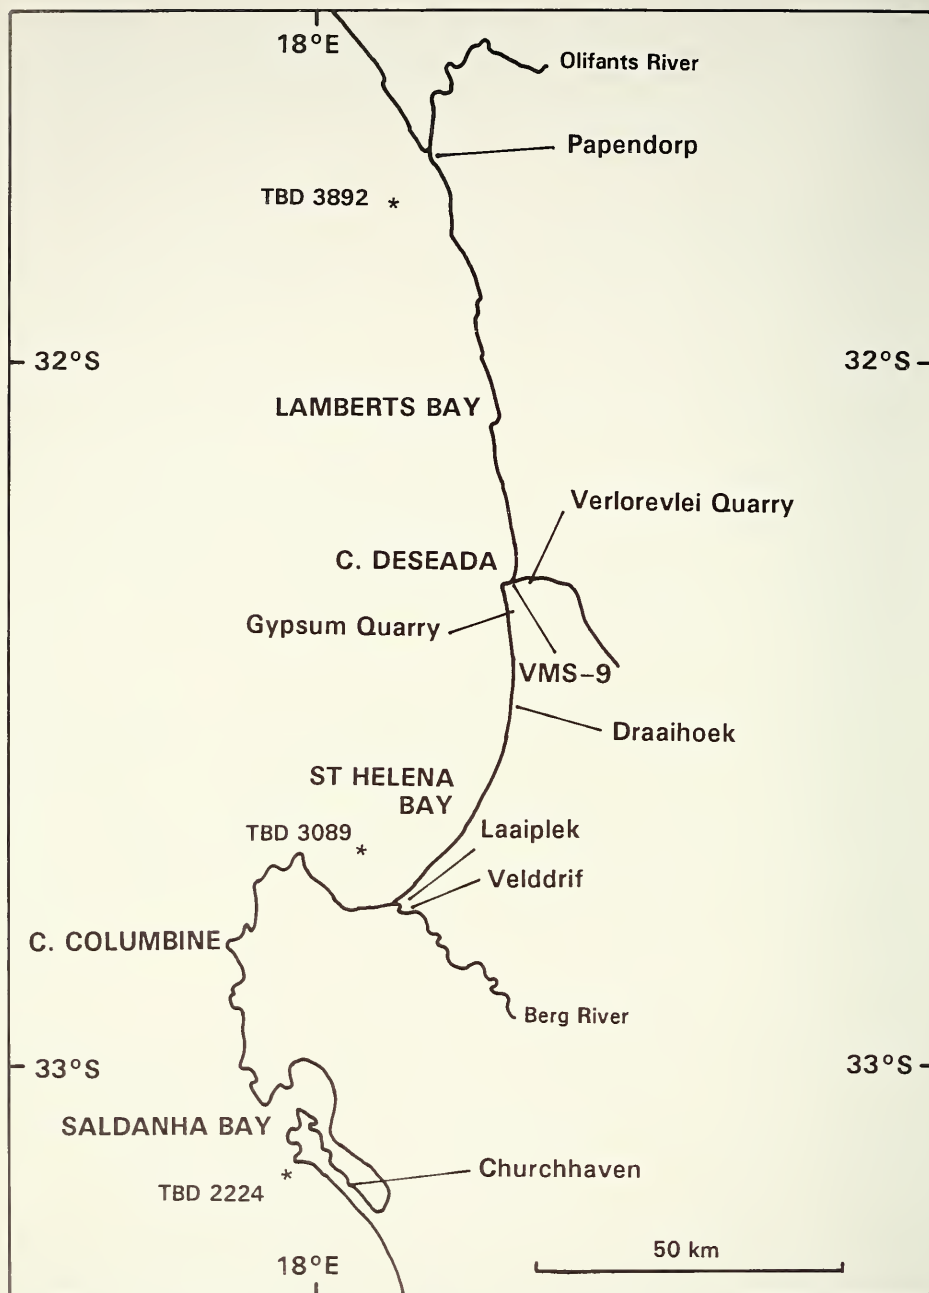 18°E
Olifants River
Papendorp
TBD 3892 *
32°S 32°S
LAMBERTS BAY
Verlorevlei Quarry
C. DESEADA
Gypsum Quarry
VMS-9
Draaihoek
ST HELENA
BAY
TBD 3089 *
Laaiplek
Velddrif
C. COLUMBINE
Berg River
33°S 33°S
SALDANHA BAY
Churchhaven
TBD 2224 *
50 km
18°E